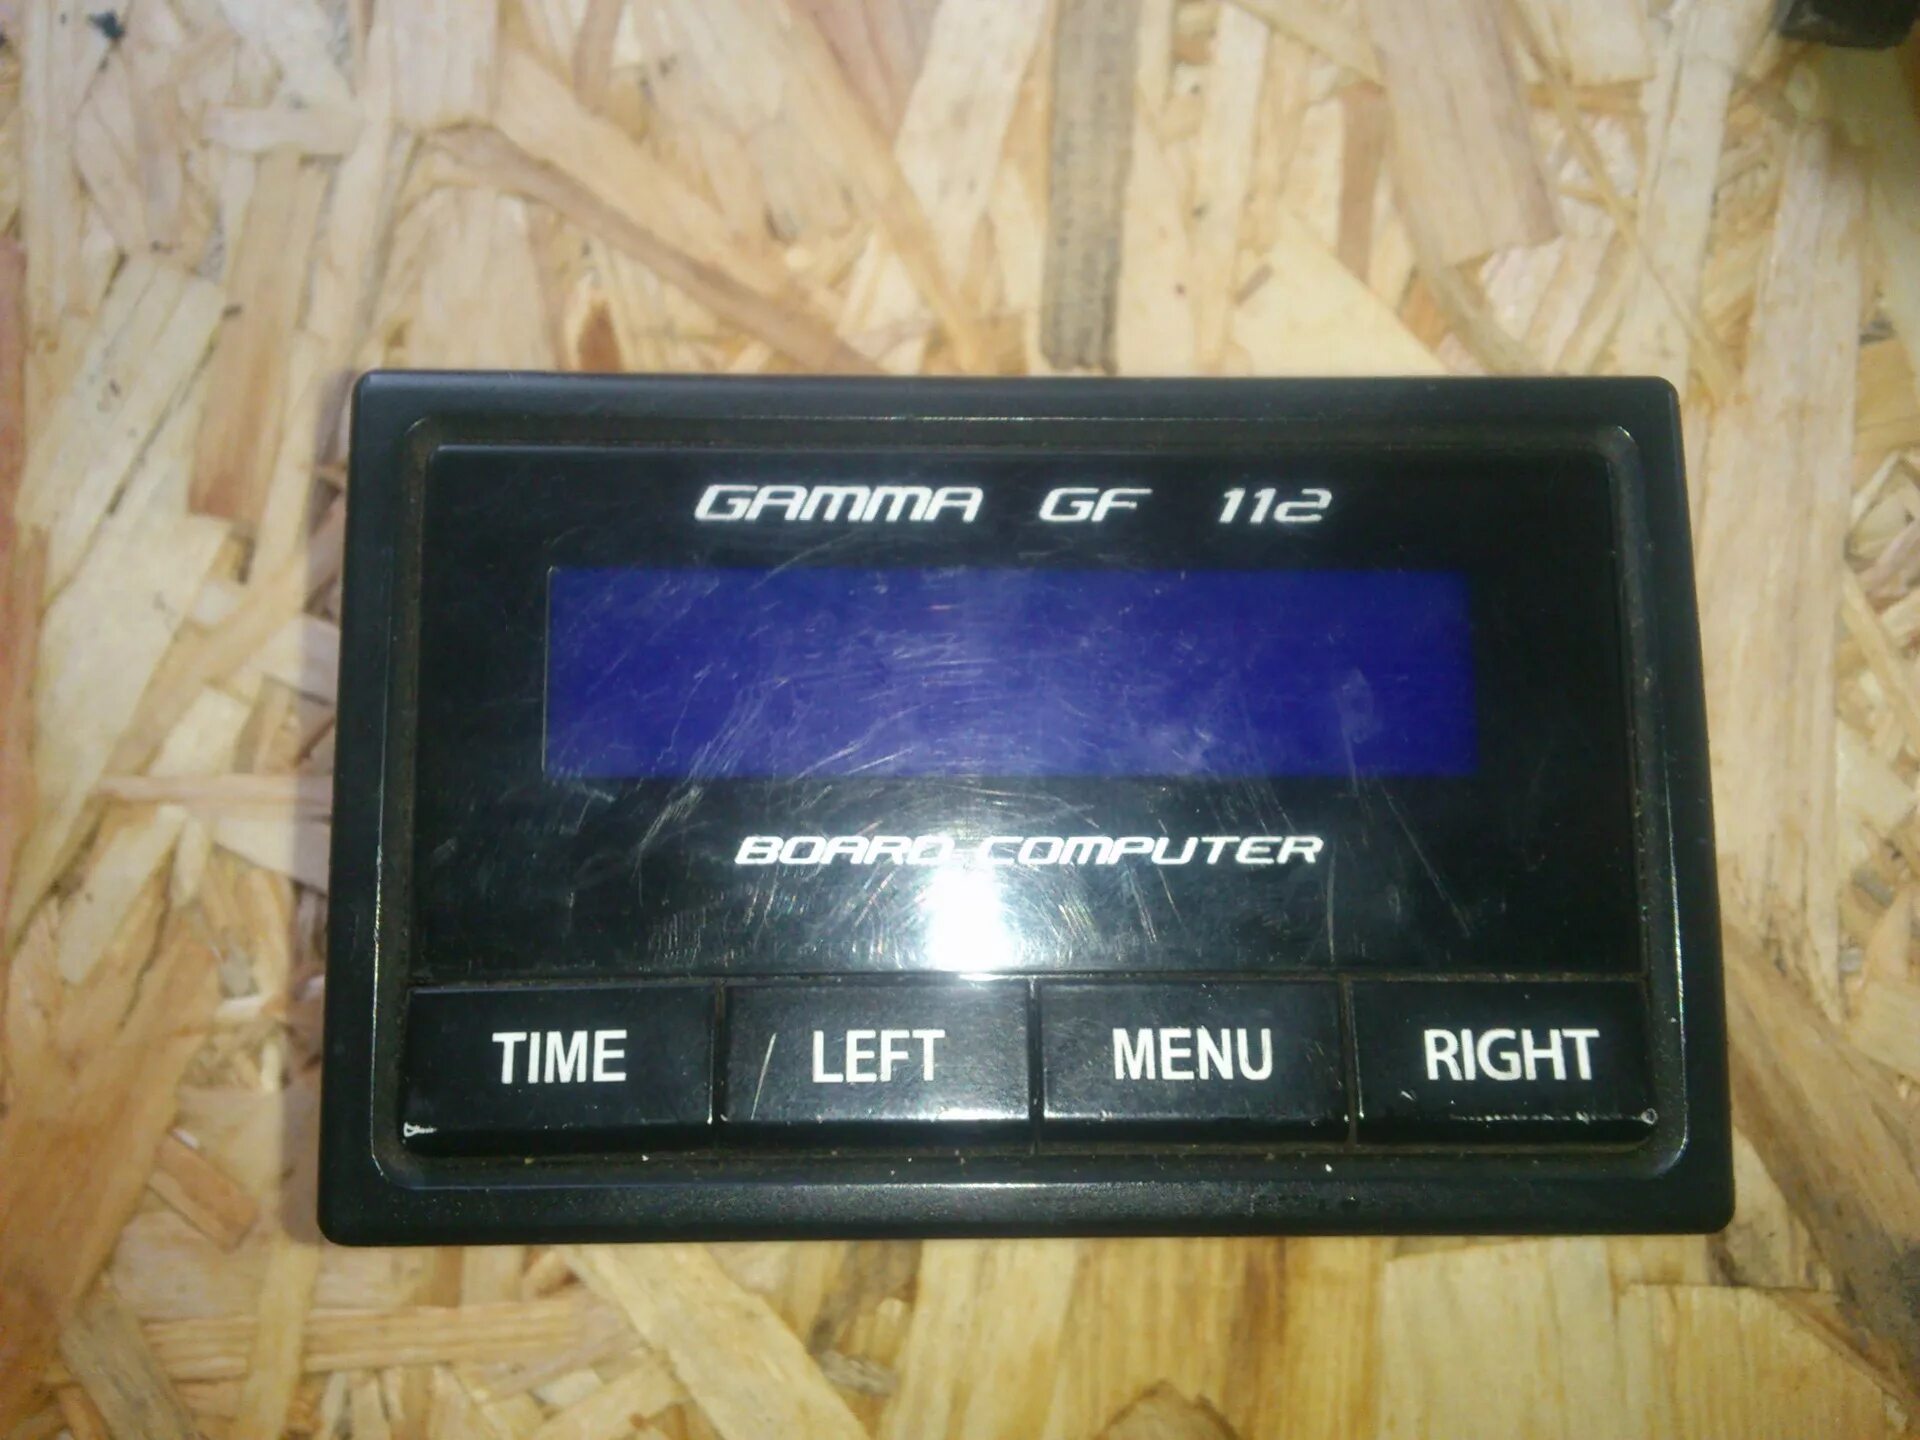 GAMMA GF 112
BOARD COMPUTER
TIME LEFT MENU RIGHT